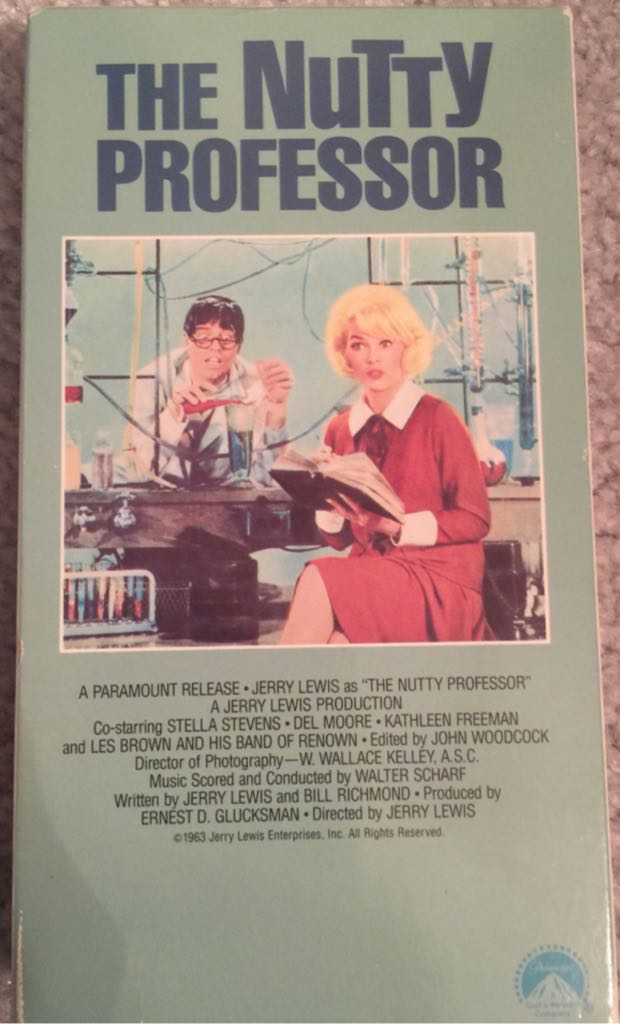 THE NUTTY
PROFESSOR
A PARAMOUNT RELEASE • JERRY LEWIS as "THE NUTTY PROFESSOR"
A JERRY LEWIS PRODUCTION
Co-starring STELLA STEVENS • DEL MOORE • KATHLEEN FREEMAN
and LES BROWN AND HIS BAND OF RENOWN • Edited by JOHN WOODCOCK
Director of Photography—W. WALLACE KELLEY, A.S.C.
Music Scored and Conducted by WALTER SCHARF
Written by JERRY LEWIS and BILL RICHMOND • Produced by
ERNEST D. GLUCKSMAN • Directed by JERRY LEWIS
©1963 Jerry Lewis Enterprises, Inc. All Rights Reserved.
Paramount